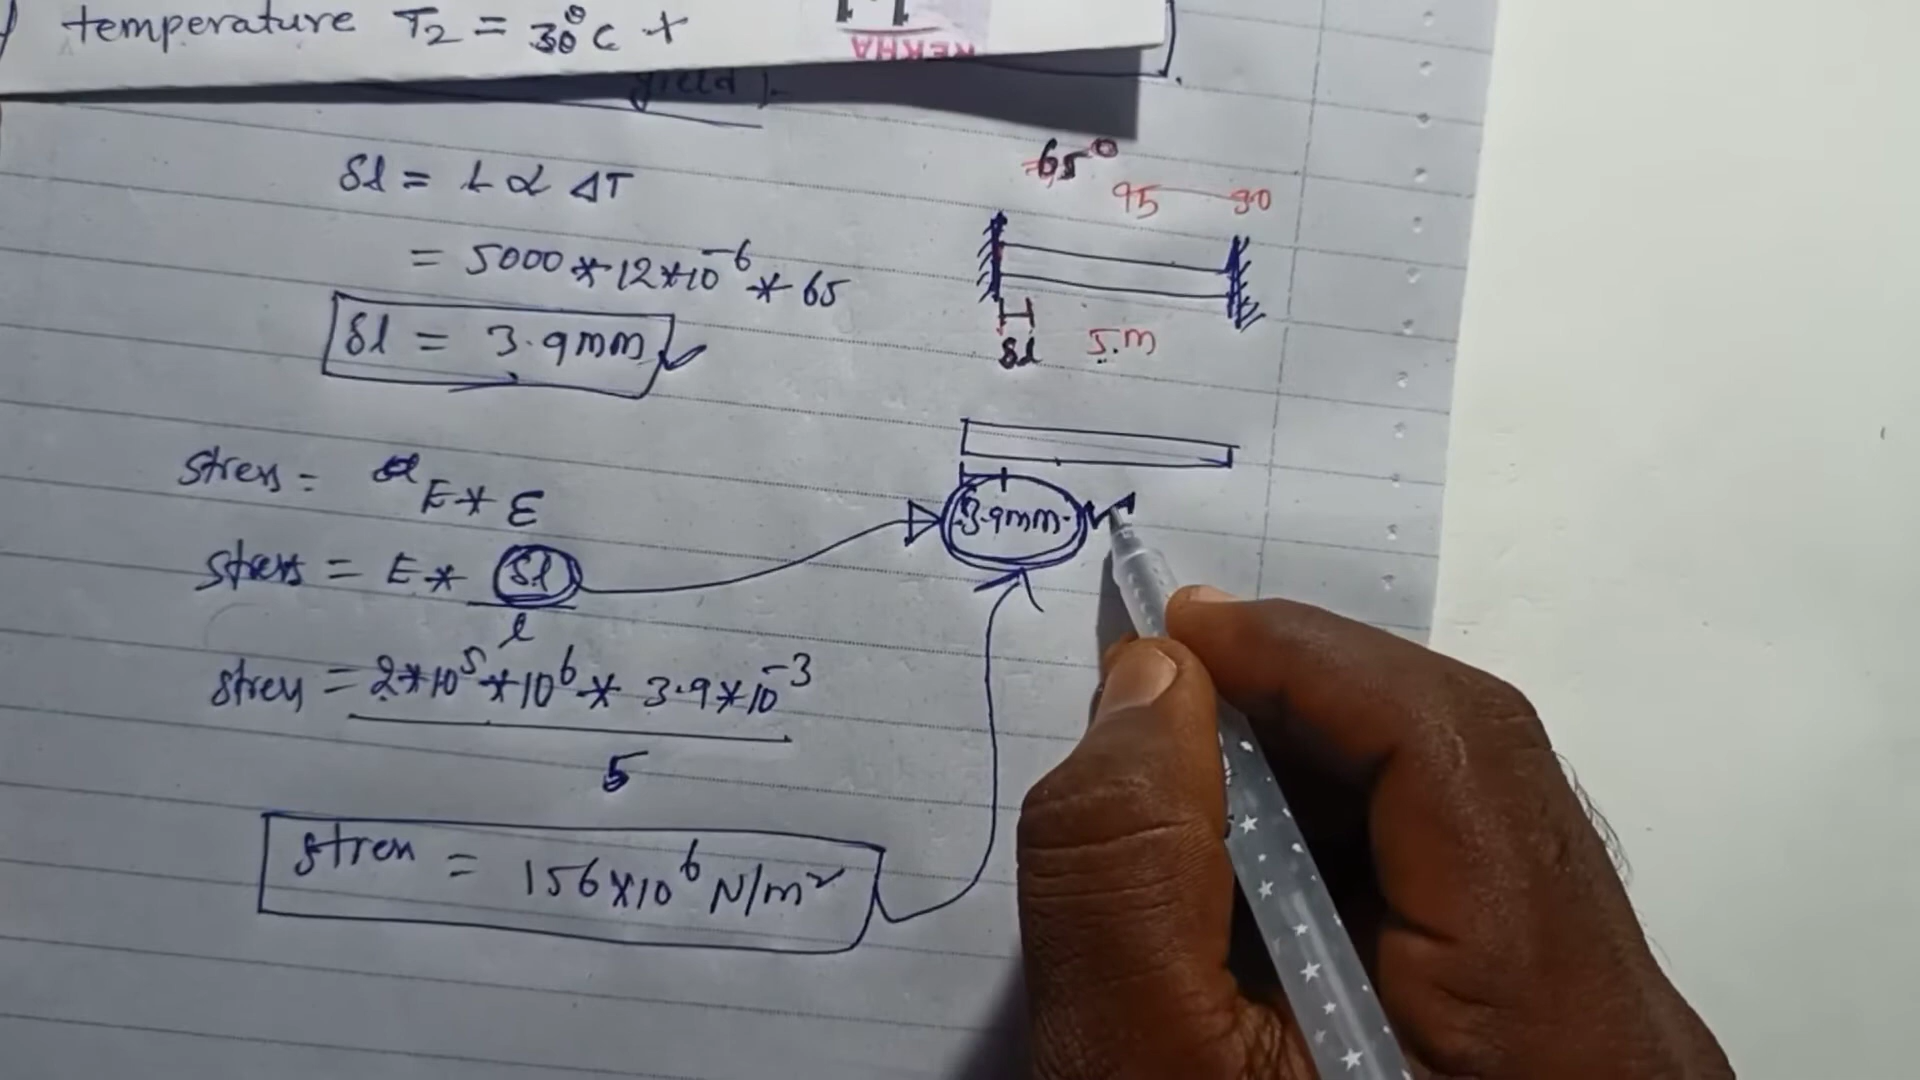 temperature T₂ = 30°C +
REKHA
yield).
δl = L α ΔT
= 5000 * 12 * 10⁻⁶ * 65
δl = 3.9mm
65°
95 — 30
δl 5.m
stress = E * ε
3.9mm
stress = E * δl
l
stress = 2*10⁵ * 10⁶ * 3.9 * 10⁻³
5
stress = 156×10⁶ N/m²